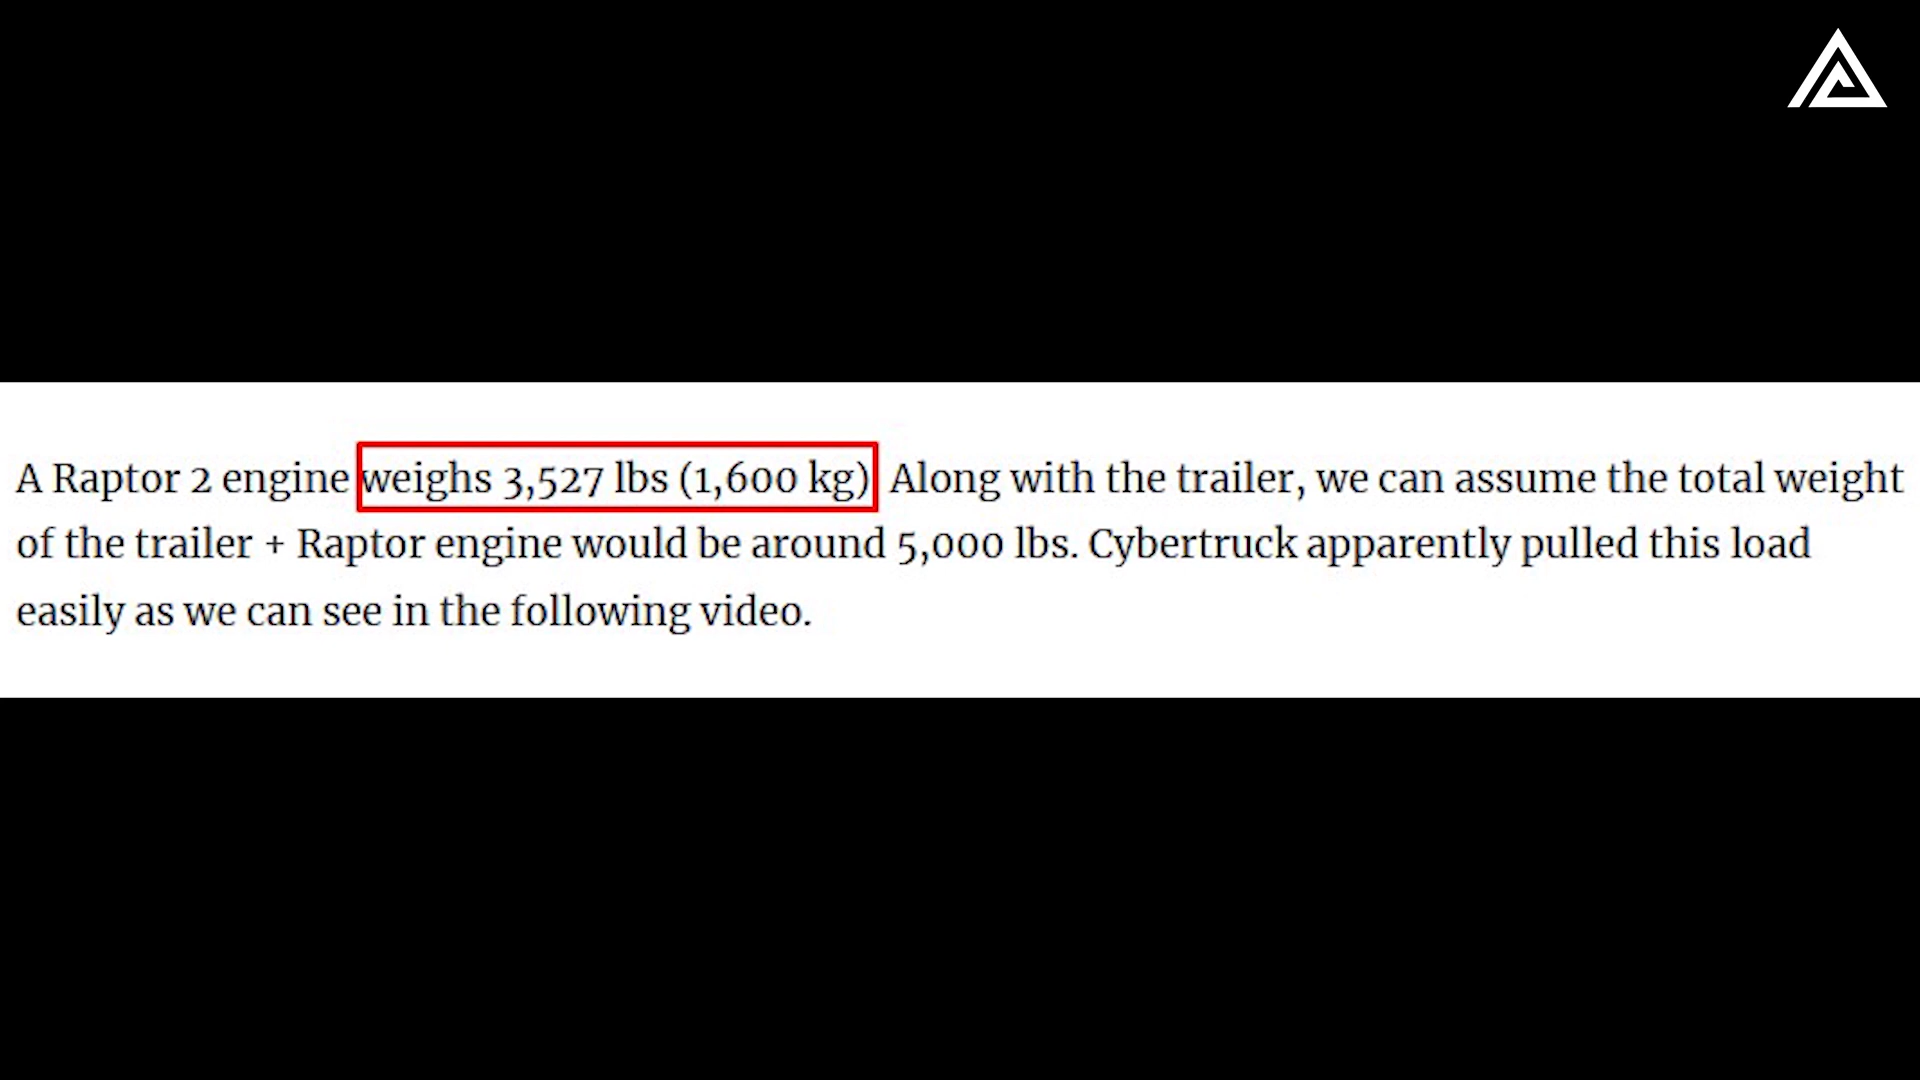 A Raptor 2 engine weighs 3,527 lbs (1,600 kg) Along with the trailer, we can assume the total weight
of the trailer + Raptor engine would be around 5,000 lbs. Cybertruck apparently pulled this load
easily as we can see in the following video.